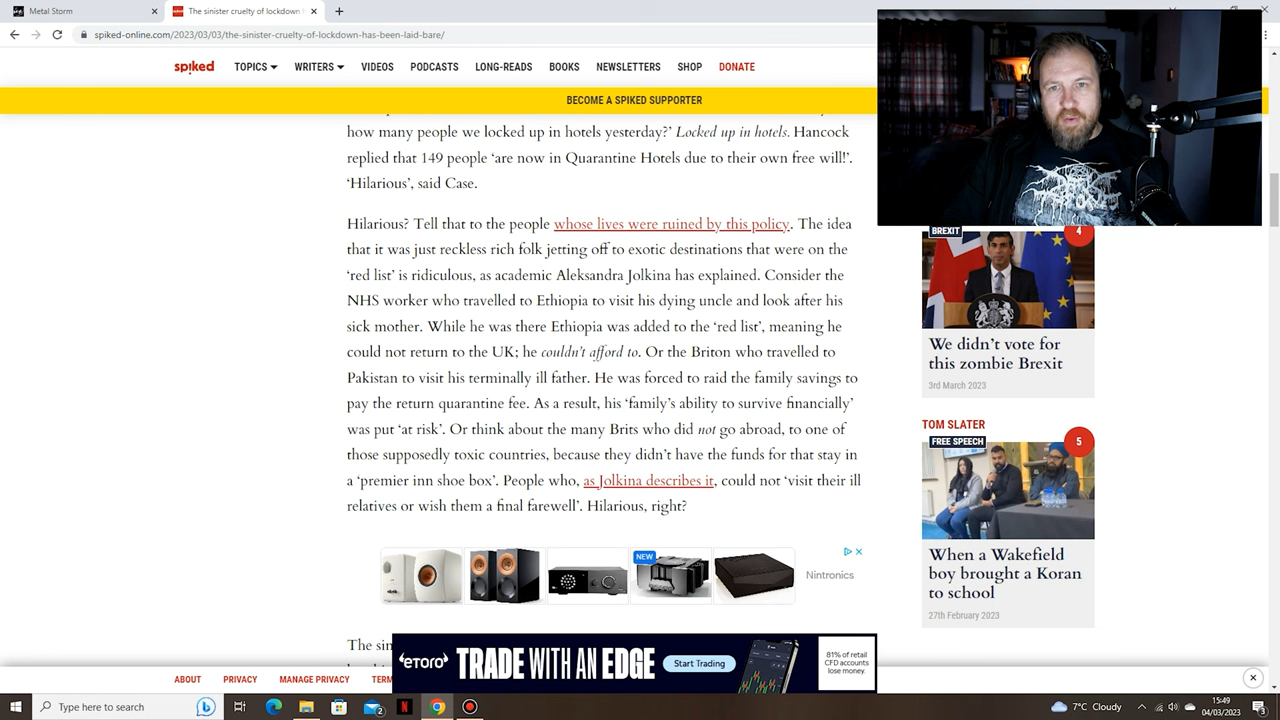 Metal Storm
The sinister cruelty of lockdown
spiked-online.com/2023/03/03/the-sinister-cruelty-of-lockdown-has-been-laid-bare/
spiked
TOPICS
WRITERS
VIDEOS
PODCASTS
LONG-READS
BOOKS
NEWSLETTERS
SHOP
DONATE
BECOME A SPIKED SUPPORTER
how many people we locked up in hotels yesterday?’ Locked up in hotels. Hancock
replied that 149 people ‘are now in Quarantine Hotels due to their own free will!’.
‘Hilarious’, said Case.
Hilarious? Tell that to the people whose lives were ruined by this policy. The idea
that it was just reckless rich folk jetting off to exotic destinations that were on the
‘red list’ is ridiculous, as academic Aleksandra Jolkina has explained. Consider the
NHS worker who travelled to Ethiopia to visit his dying uncle and look after his
sick mother. While he was there Ethiopia was added to the ‘red list’, meaning he
could not return to the UK; he couldn’t afford to. Or the Briton who travelled to
Pakistan to visit his terminally ill father. He was forced to raid the family savings to
pay the return quarantine fee. As a result, his ‘family’s ability to survive financially’
was put ‘at risk’. Or think about the many Brits who did not go abroad, to one of
those supposedly toxic countries, because they didn’t have the funds for that stay in
a ‘premier inn shoe box’. People who, as Jolkina describes it, could not ‘visit their ill
relatives or wish them a final farewell’. Hilarious, right?
NEW
Nintronics
The sin
BREXIT
4
We didn’t vote for
this zombie Brexit
3rd March 2023
TOM SLATER
FREE SPEECH
5
When a Wakefield
boy brought a Koran
to school
27th February 2023
eToro
TRADE WITH AN EDGE
Start Trading
81% of retail
CFD accounts
lose money.
ABOUT
PRIVACY
MANAGE PRIVACY
TERM
Type here to search
7°C Cloudy
15:49
04/03/2023